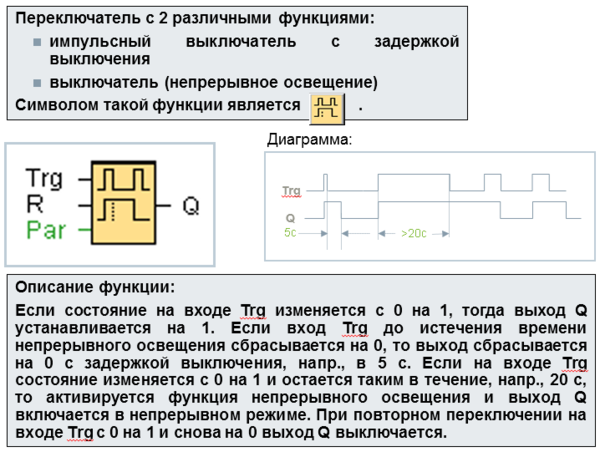 Переключатель с 2 различными функциями:
импульсный выключатель с задержкой
выключения
выключатель (непрерывное освещение)
Символом такой функции является .
Диаграмма:
Trg
R
Par
Q
Trg
Q
5с
>20с
Описание функции:
Если состояние на входе Trg изменяется с 0 на 1, тогда выход Q
устанавливается на 1. Если вход Trg до истечения времени
непрерывного освещения сбрасывается на 0, то выход сбрасывается
на 0 с задержкой выключения, напр., в 5 с. Если на входе Trg
состояние изменяется с 0 на 1 и остается таким в течение, напр., 20 с,
то активируется функция непрерывного освещения и выход Q
включается в непрерывном режиме. При повторном переключении на
входе Trg с 0 на 1 и снова на 0 выход Q выключается.